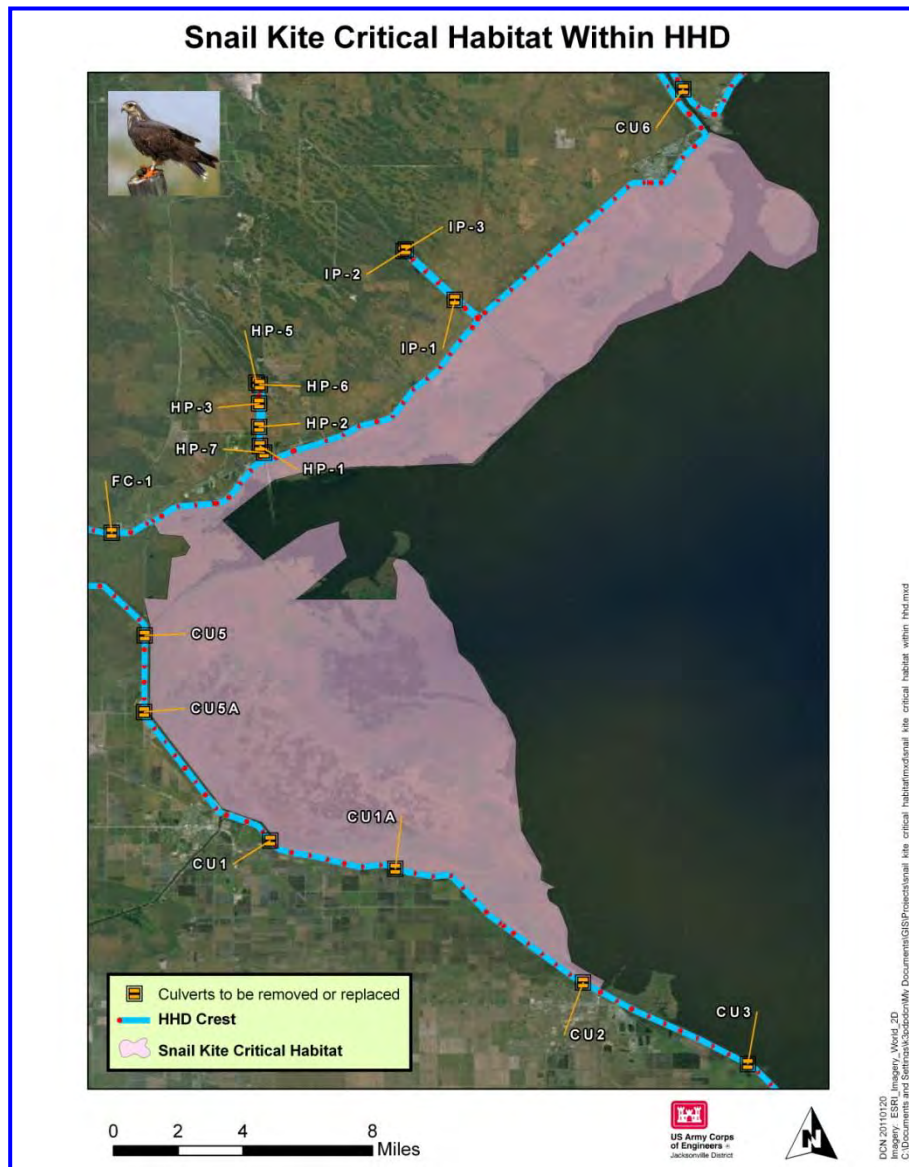 Snail Kite Critical Habitat Within HHD
CU6
IP-3
IP-2
IP-1
HP-5
HP-6
HP-3
HP-2
HP-7
HP-1
FC-1
CU5
CU5A
CU1A
CU1
CU2
CU3
Culverts to be removed or replaced
HHD Crest
Snail Kite Critical Habitat
0 2 4 8
Miles
US Army Corps
of Engineers ®
Jacksonville District
N
DCN 20110120
Imagery: ESRI_Imagery_World_2D